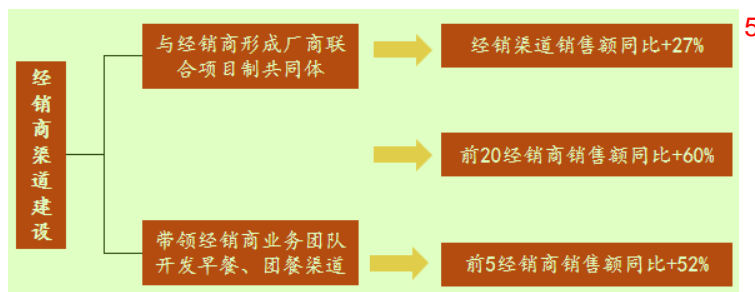 经销商渠道建设
与经销商形成厂商联
合项目制共同体
经销渠道销售额同比+27%
前20经销商销售额同比+60%
带领经销商业务团队
开发早餐、团餐渠道
前5经销商销售额同比+52%
5